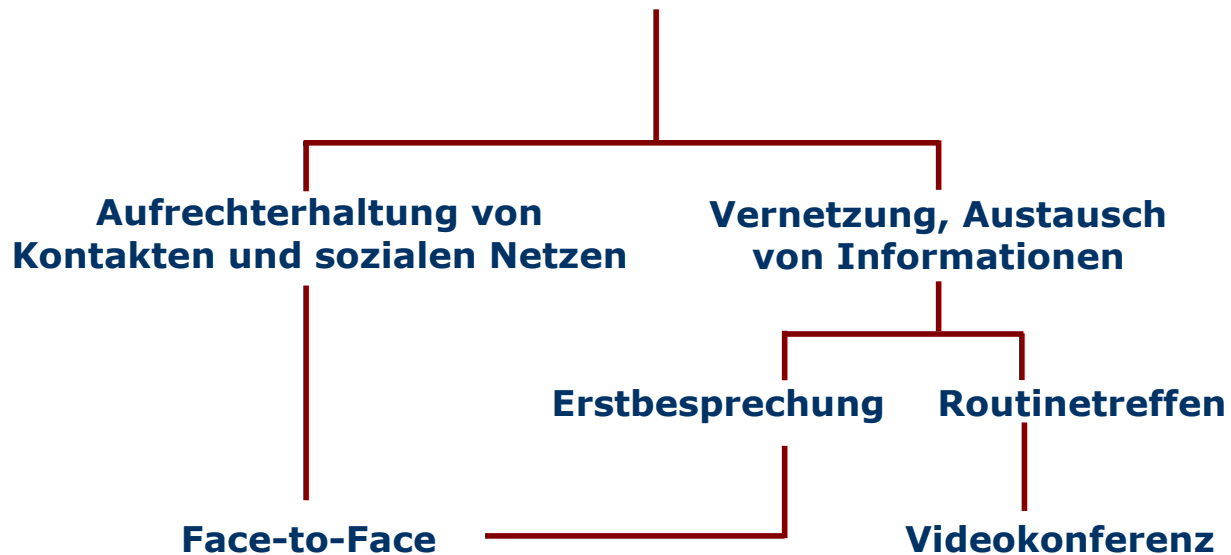 Aufrechterhaltung von
Kontakten und sozialen Netzen
Vernetzung, Austausch
von Informationen
Erstbesprechung
Routinetreffen
Face-to-Face
Videokonferenz